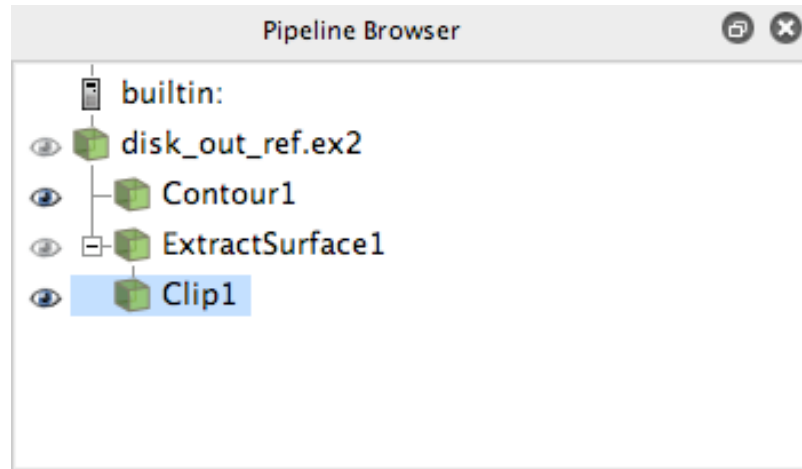 Pipeline Browser
builtin:
disk_out_ref.ex2
Contour1
ExtractSurface1
Clip1